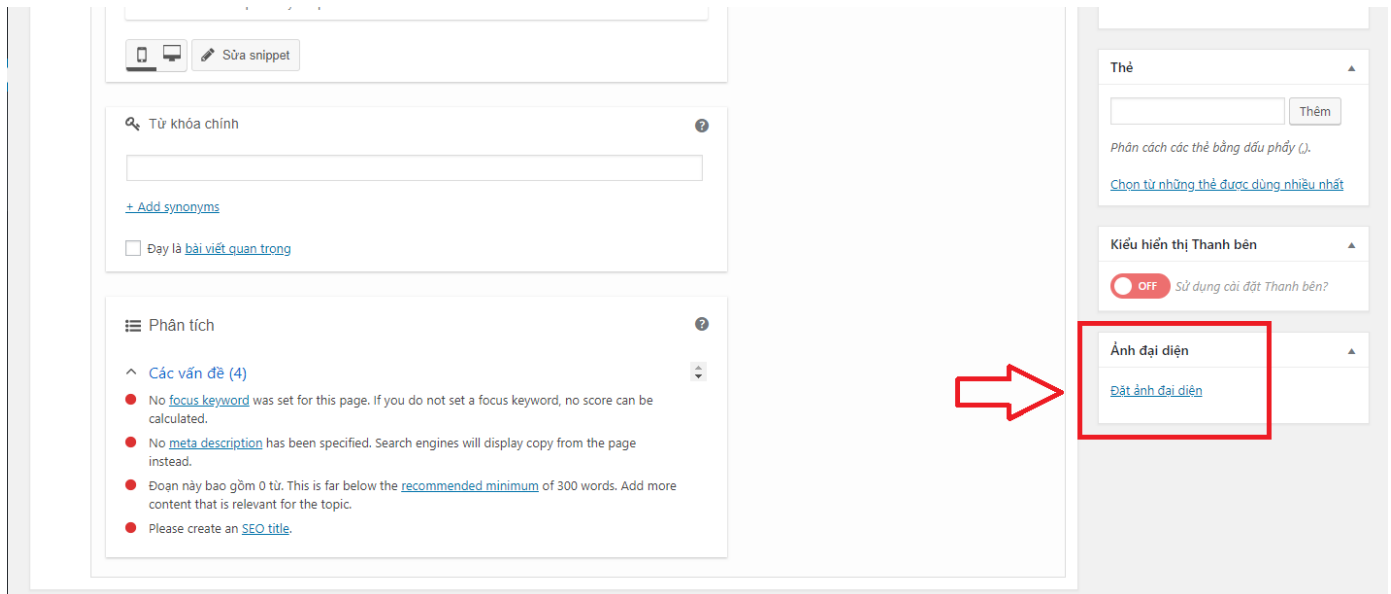 Sửa snippet
Từ khóa chính
+ Add synonyms
Đạy là bài viết quan trọng
Phân tích
Các vấn đề (4)
No focus keyword was set for this page. If you do not set a focus keyword, no score can be
calculated.
No meta description has been specified. Search engines will display copy from the page
instead.
Đoạn này bao gồm 0 từ. This is far below the recommended minimum of 300 words. Add more
content that is relevant for the topic.
Please create an SEO title.
Thẻ
Thêm
Phân cách các thẻ bằng dấu phẩy (,).
Chọn từ những thẻ được dùng nhiều nhất
Kiểu hiển thị Thanh bên
OFF Sử dụng cài đặt Thanh bên?
Ảnh đại diện
Đặt ảnh đại diện